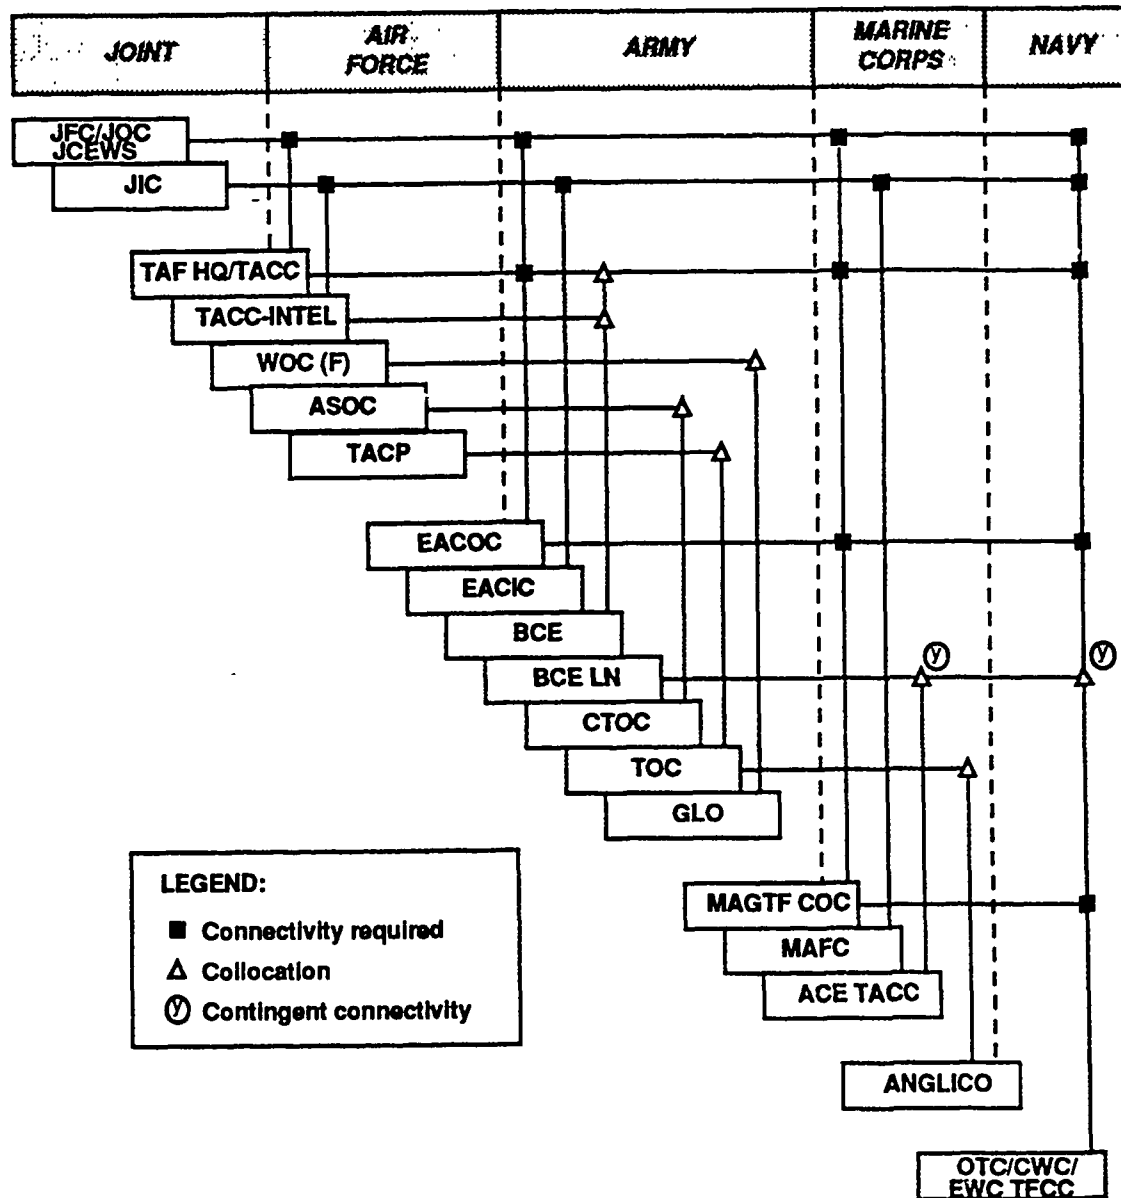 JOINT
AIR
FORCE
ARMY
MARINE
CORPS
NAVY
JFC/JOC
JCEWS
JIC
TAF HQ/TACC
TACC-INTEL
WOC (F)
ASOC
TACP
EACOC
EACIC
BCE
BCE LN
y
y
CTOC
TOC
GLO
LEGEND:
Connectivity required
Collocation
y Contingent connectivity
MAGTF COC
MAFC
ACE TACC
ANGLICO
OTC/CWC/
EWC TFCC